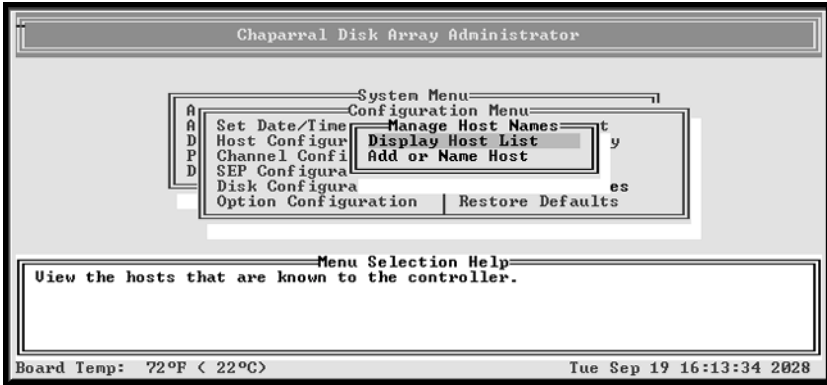 Chaparral Disk Array Administrator
System Menu
A Configuration Menu
A Set Date/Time Manage Host Names t
D Host Configur Display Host List y
P Channel Confi Add or Name Host
D SEP Configura
Disk Configura es
Option Configuration | Restore Defaults
Menu Selection Help
View the hosts that are known to the controller.
Board Temp: 72°F ( 22°C) Tue Sep 19 16:13:34 2028